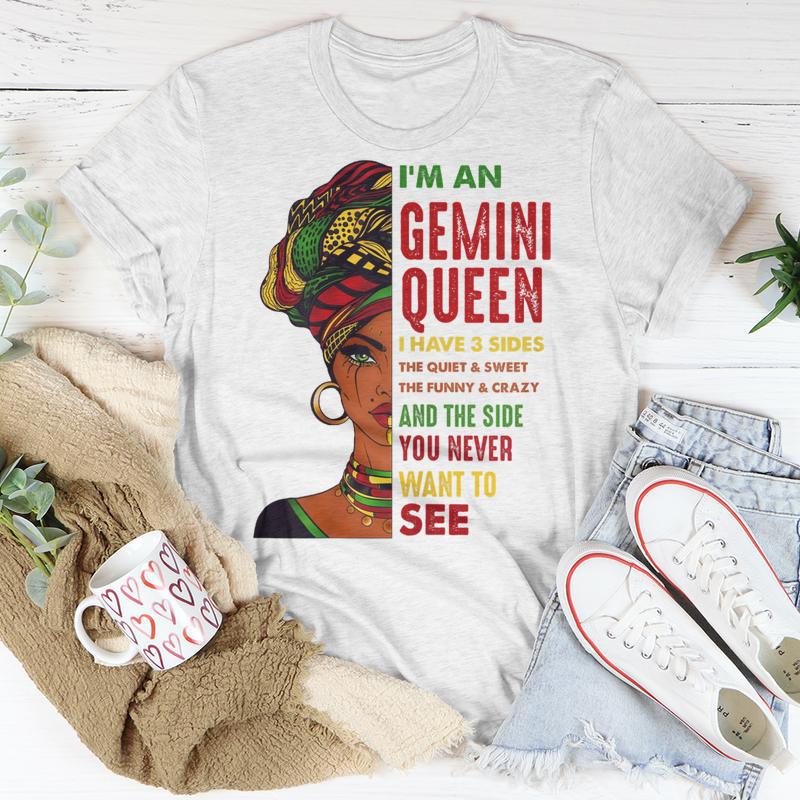 I'M AN
GEMINI
QUEEN
I HAVE 3 SIDES
THE QUIET & SWEET
THE FUNNY & CRAZY
AND THE SIDE
YOU NEVER
WANT TO
SEE